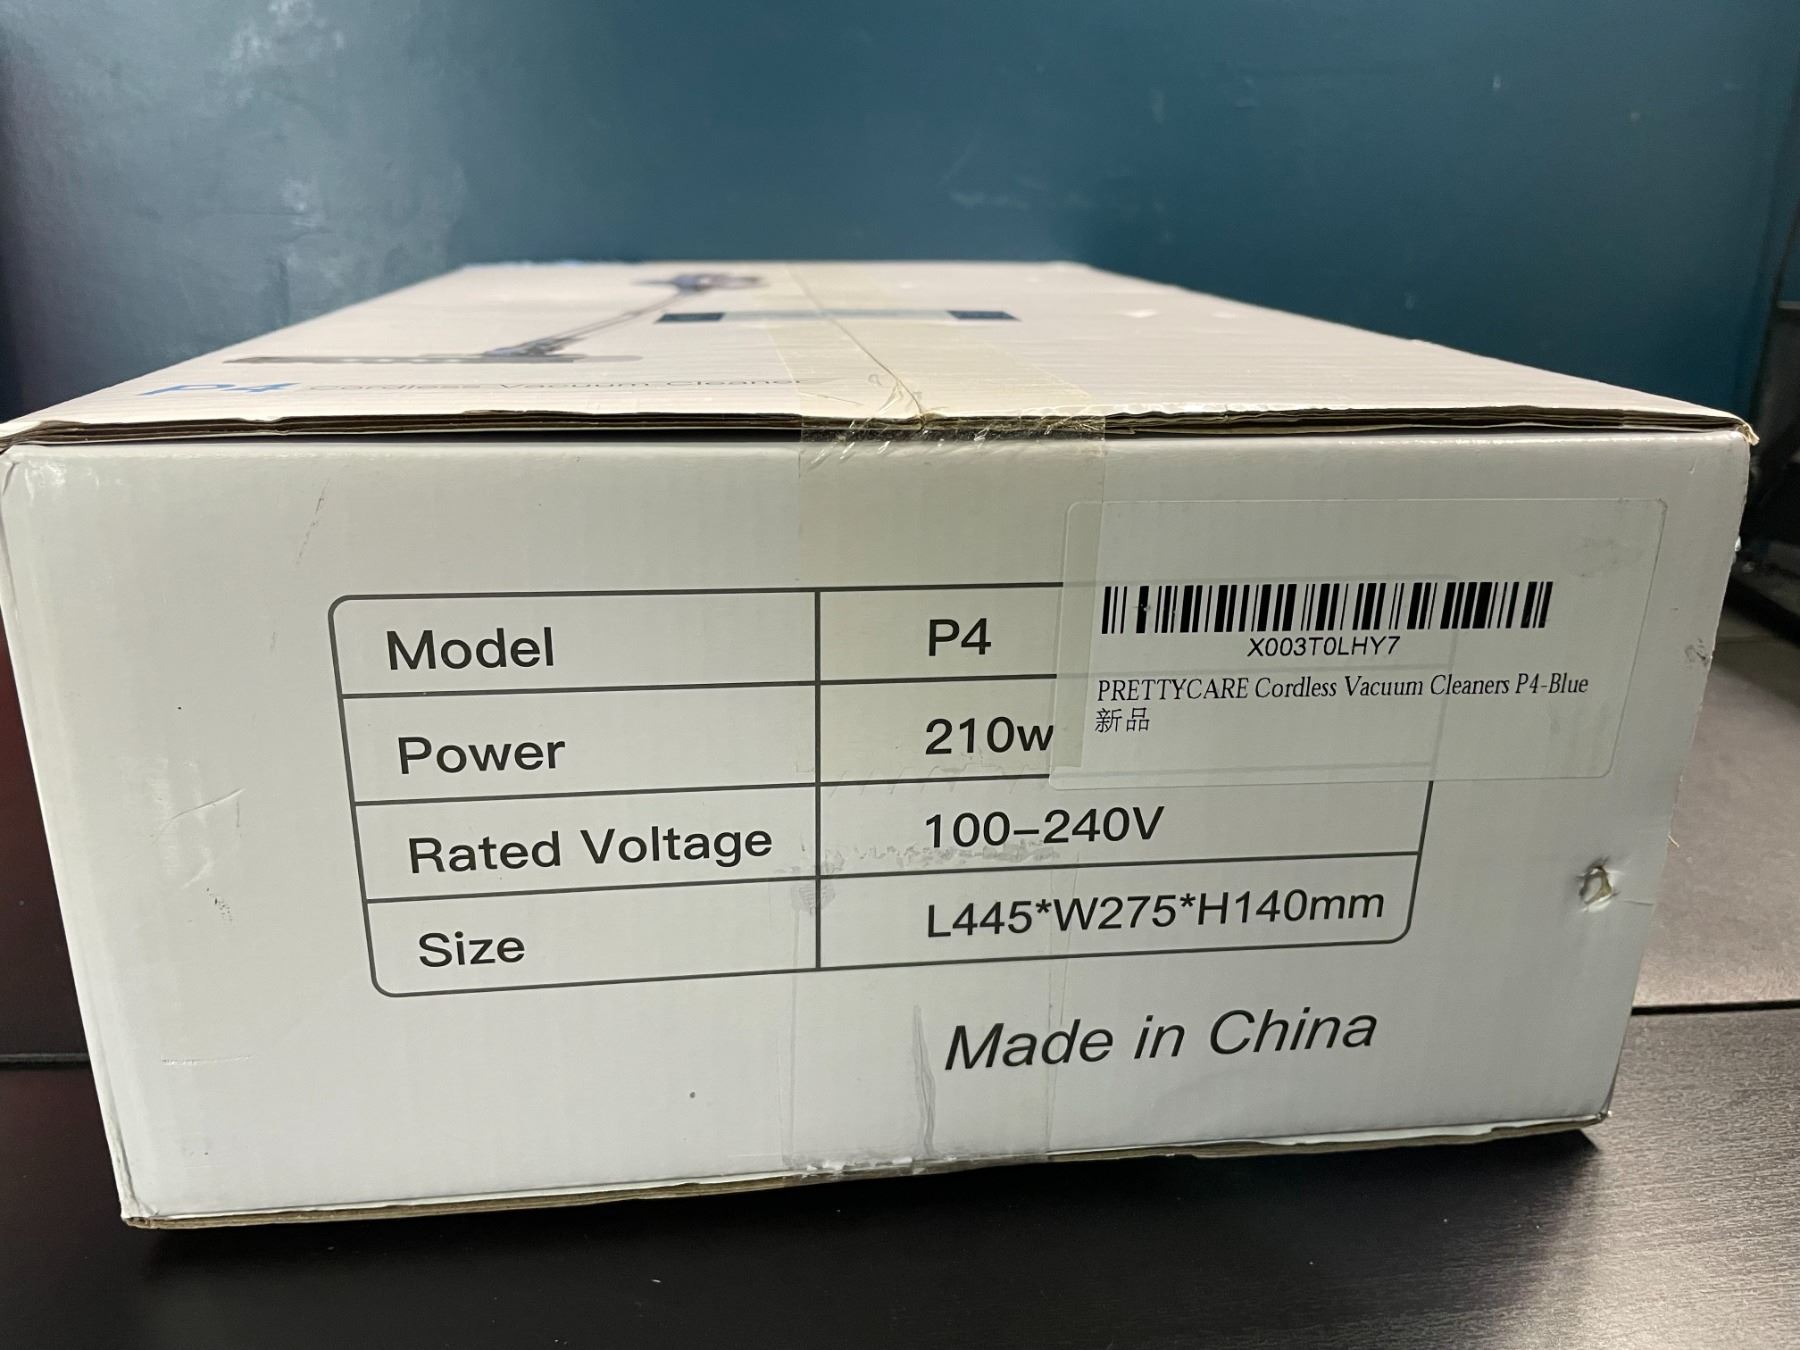 P4 Cordless Vacuum Cleaner
Model P4
Power 210w
Rated Voltage 100-240V
Size L445*W275*H140mm
X003T0LHY7
PRETTYCARE Cordless Vacuum Cleaners P4-Blue
新品
Made in China